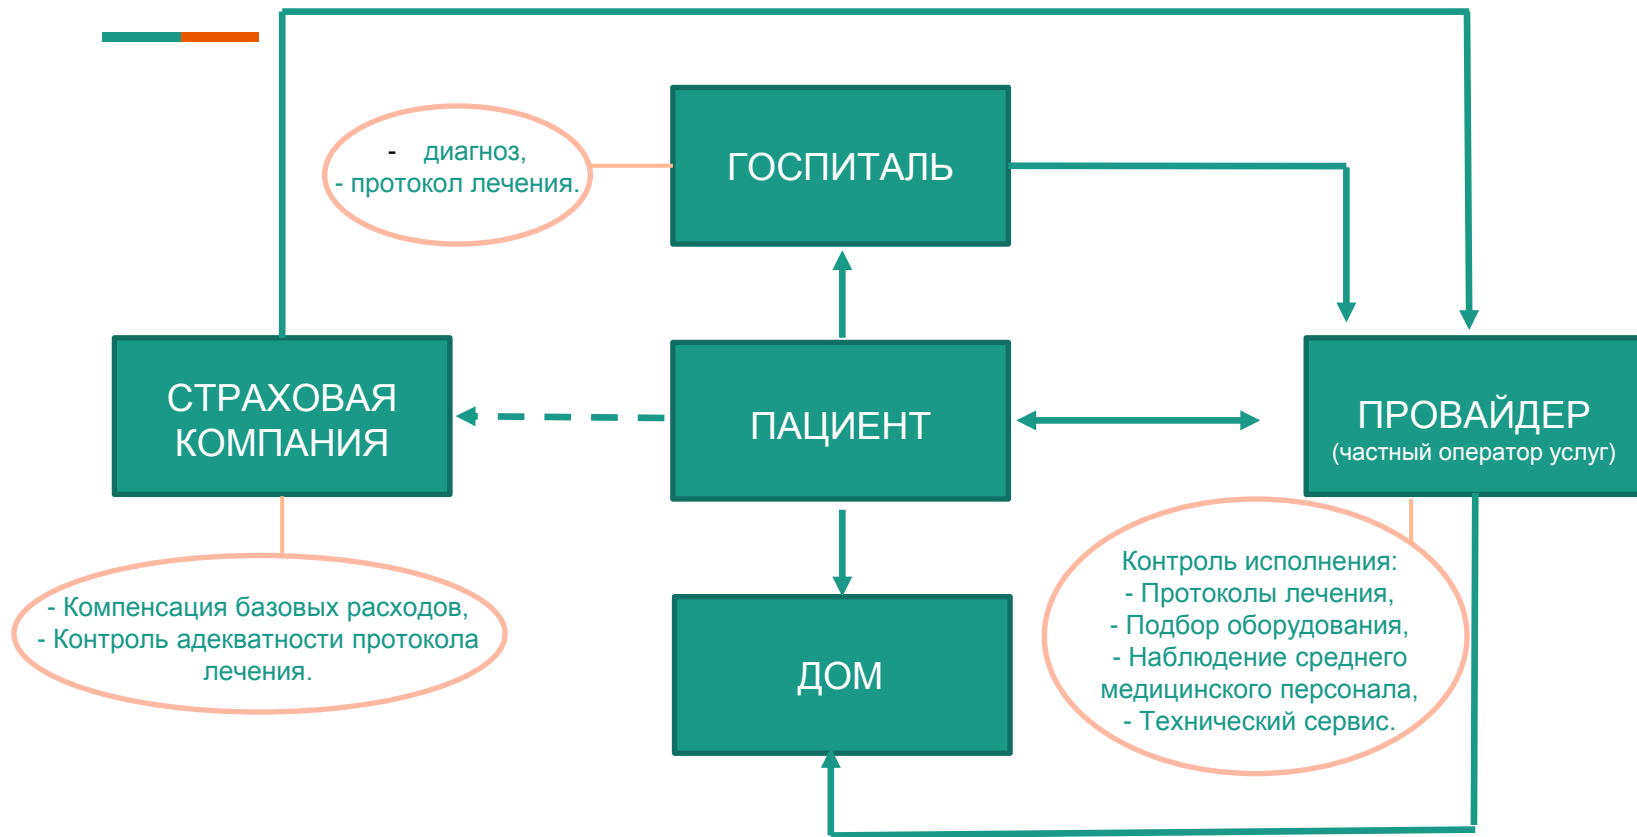 - диагноз,
- протокол лечения.
ГОСПИТАЛЬ
СТРАХОВАЯ
КОМПАНИЯ
ПАЦИЕНТ
ПРОВАЙДЕР
(частный оператор услуг)
- Компенсация базовых расходов,
- Контроль адекватности протокола
лечения.
ДОМ
Контроль исполнения:
- Протоколы лечения,
- Подбор оборудования,
- Наблюдение среднего
медицинского персонала,
- Технический сервис.